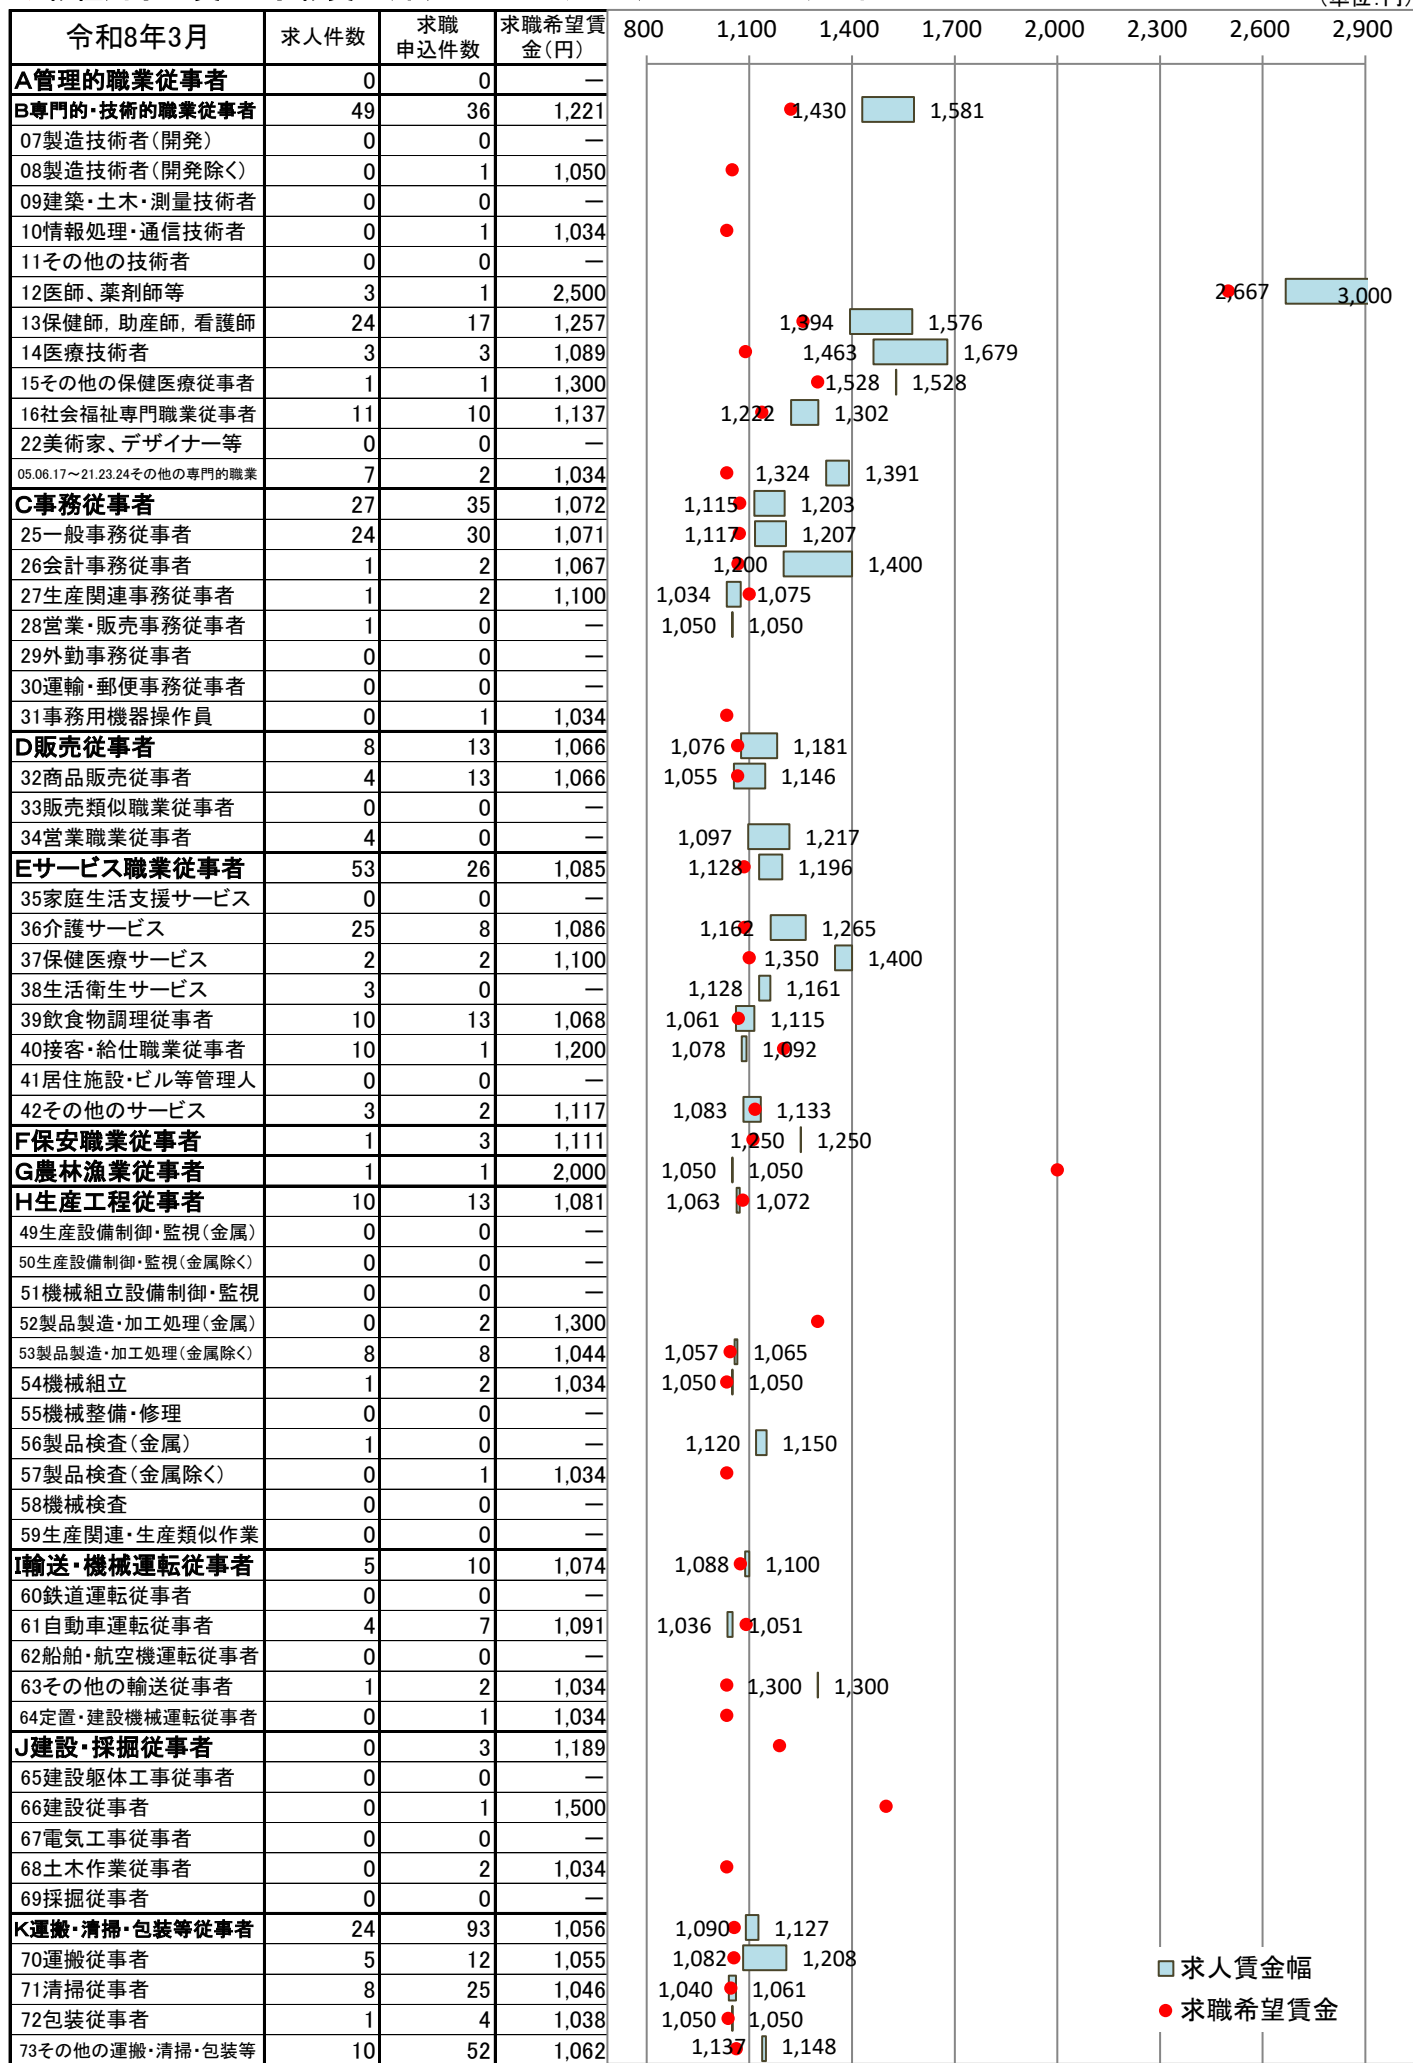 (単位:円)
令和8年3月 求人件数 求職申込件数 求職希望賃金(円) 800 1,100 1,400 1,700 2,000 2,300 2,600 2,900
A管理的職業従事者 0 0 ―
B専門的・技術的職業従事者 49 36 1,221 1,430 1,581
07製造技術者(開発) 0 0 ―
08製造技術者(開発除く) 0 1 1,050
09建築・土木・測量技術者 0 0 ―
10情報処理・通信技術者 0 1 1,034
11その他の技術者 0 0 ―
12医師、薬剤師等 3 1 2,500 2,667 3,000
13保健師, 助産師, 看護師 24 17 1,257 1,394 1,576
14医療技術者 3 3 1,089 1,463 1,679
15その他の保健医療従事者 1 1 1,300 1,528 1,528
16社会福祉専門職業従事者 11 10 1,137 1,222 1,302
22美術家、デザイナー等 0 0 ―
05.06.17～21.23.24その他の専門的職業 7 2 1,034 1,324 1,391
C事務従事者 27 35 1,072 1,115 1,203
25一般事務従事者 24 30 1,071 1,117 1,207
26会計事務従事者 1 2 1,067 1,200 1,400
27生産関連事務従事者 1 2 1,100 1,034 1,075
28営業・販売事務従事者 1 0 ― 1,050 1,050
29外勤事務従事者 0 0 ―
30運輸・郵便事務従事者 0 0 ―
31事務用機器操作員 0 1 1,034
D販売従事者 8 13 1,066 1,076 1,181
32商品販売従事者 4 13 1,066 1,055 1,146
33販売類似職業従事者 0 0 ―
34営業職業従事者 4 0 ― 1,097 1,217
Eサービス職業従事者 53 26 1,085 1,128 1,196
35家庭生活支援サービス 0 0 ―
36介護サービス 25 8 1,086 1,162 1,265
37保健医療サービス 2 2 1,100 1,350 1,400
38生活衛生サービス 3 0 ― 1,128 1,161
39飲食物調理従事者 10 13 1,068 1,061 1,115
40接客・給仕職業従事者 10 1 1,200 1,078 1,092
41居住施設・ビル等管理人 0 0 ―
42その他のサービス 3 2 1,117 1,083 1,133
F保安職業従事者 1 3 1,111 1,250 1,250
G農林漁業従事者 1 1 2,000 1,050 1,050
H生産工程従事者 10 13 1,081 1,063 1,072
49生産設備制御・監視(金属) 0 0 ―
50生産設備制御・監視(金属除く) 0 0 ―
51機械組立設備制御・監視 0 0 ―
52製品製造・加工処理(金属) 0 2 1,300
53製品製造・加工処理(金属除く) 8 8 1,044 1,057 1,065
54機械組立 1 2 1,034 1,050 1,050
55機械整備・修理 0 0 ―
56製品検査(金属) 1 0 ― 1,120 1,150
57製品検査(金属除く) 0 1 1,034
58機械検査 0 0 ―
59生産関連・生産類似作業 0 0 ―
I輸送・機械運転従事者 5 10 1,074 1,088 1,100
60鉄道運転従事者 0 0 ―
61自動車運転従事者 4 7 1,091 1,036 1,051
62船舶・航空機運転従事者 0 0 ―
63その他の輸送従事者 1 2 1,034 1,300 1,300
64定置・建設機械運転従事者 0 1 1,034
J建設・採掘従事者 0 3 1,189
65建設躯体工事従事者 0 0 ―
66建設従事者 0 1 1,500
67電気工事従事者 0 0 ―
68土木作業従事者 0 2 1,034
69採掘従事者 0 0 ―
K運搬・清掃・包装等従事者 24 93 1,056 1,090 1,127
70運搬従事者 5 12 1,055 1,082 1,208
71清掃従事者 8 25 1,046 1,040 1,061
72包装従事者 1 4 1,038 1,050 1,050
73その他の運搬・清掃・包装等 10 52 1,062 1,137 1,148
求人賃金幅
求職希望賃金